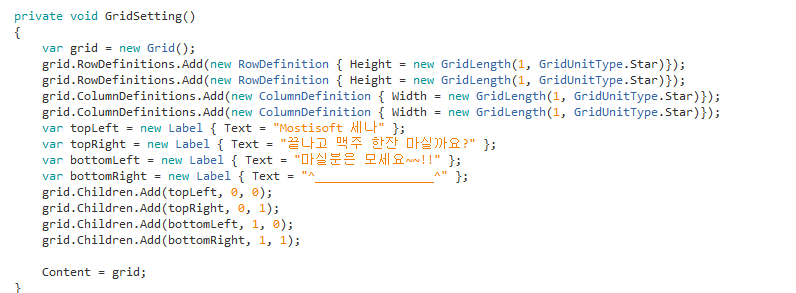 private void GridSetting()
{
    var grid = new Grid();
    grid.RowDefinitions.Add(new RowDefinition { Height = new GridLength(1, GridUnitType.Star)});
    grid.RowDefinitions.Add(new RowDefinition { Height = new GridLength(1, GridUnitType.Star)});
    grid.ColumnDefinitions.Add(new ColumnDefinition { Width = new GridLength(1, GridUnitType.Star)});
    grid.ColumnDefinitions.Add(new ColumnDefinition { Width = new GridLength(1, GridUnitType.Star)});
    var topLeft = new Label { Text = "Mostisoft 세나" };
    var topRight = new Label { Text = "끝나고 맥주 한잔 마실까요?" };
    var bottomLeft = new Label { Text = "마실분은 모세요~~!!" };
    var bottomRight = new Label { Text = "^_________________^" };
    grid.Children.Add(topLeft, 0, 0);
    grid.Children.Add(topRight, 0, 1);
    grid.Children.Add(bottomLeft, 1, 0);
    grid.Children.Add(bottomRight, 1, 1);

    Content = grid;
}